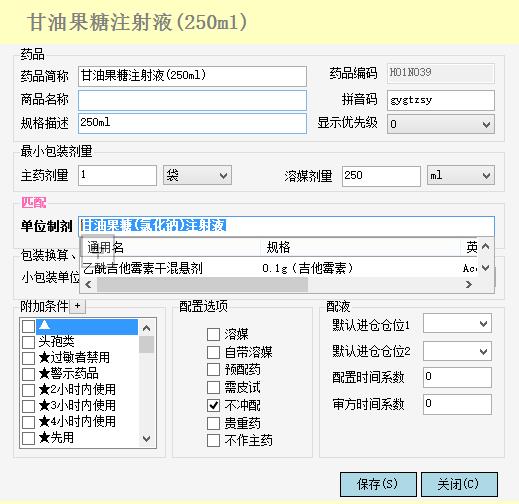 甘油果糖注射液(250ml)
药品
药品简称 甘油果糖注射液(250ml) 药品编码 H01N039
商品名称 拼音码 gygtzsy
规格描述 250ml 显示优先级 0
最小包装剂量
主药剂量 1 袋 溶媒剂量 250 ml
匹配
单位制剂 甘油果糖(氯化钠)注射液
包装换算、 通用名 规格 英
小包装单位 乙酰吉他霉素干混悬剂 0.1g（吉他霉素） Ac
附加条件 + 配置选项 配液
▲ 溶媒 默认进仓仓位1
头孢类 自带溶媒 默认进仓仓位2
★过敏者禁用 预配药
★警示药品 需皮试 配置时间系数 0
★2小时内使用 不冲配 审方时间系数 0
★3小时内使用 贵重药
★4小时内使用 不作主药
★先用
保存(S) 关闭(C)